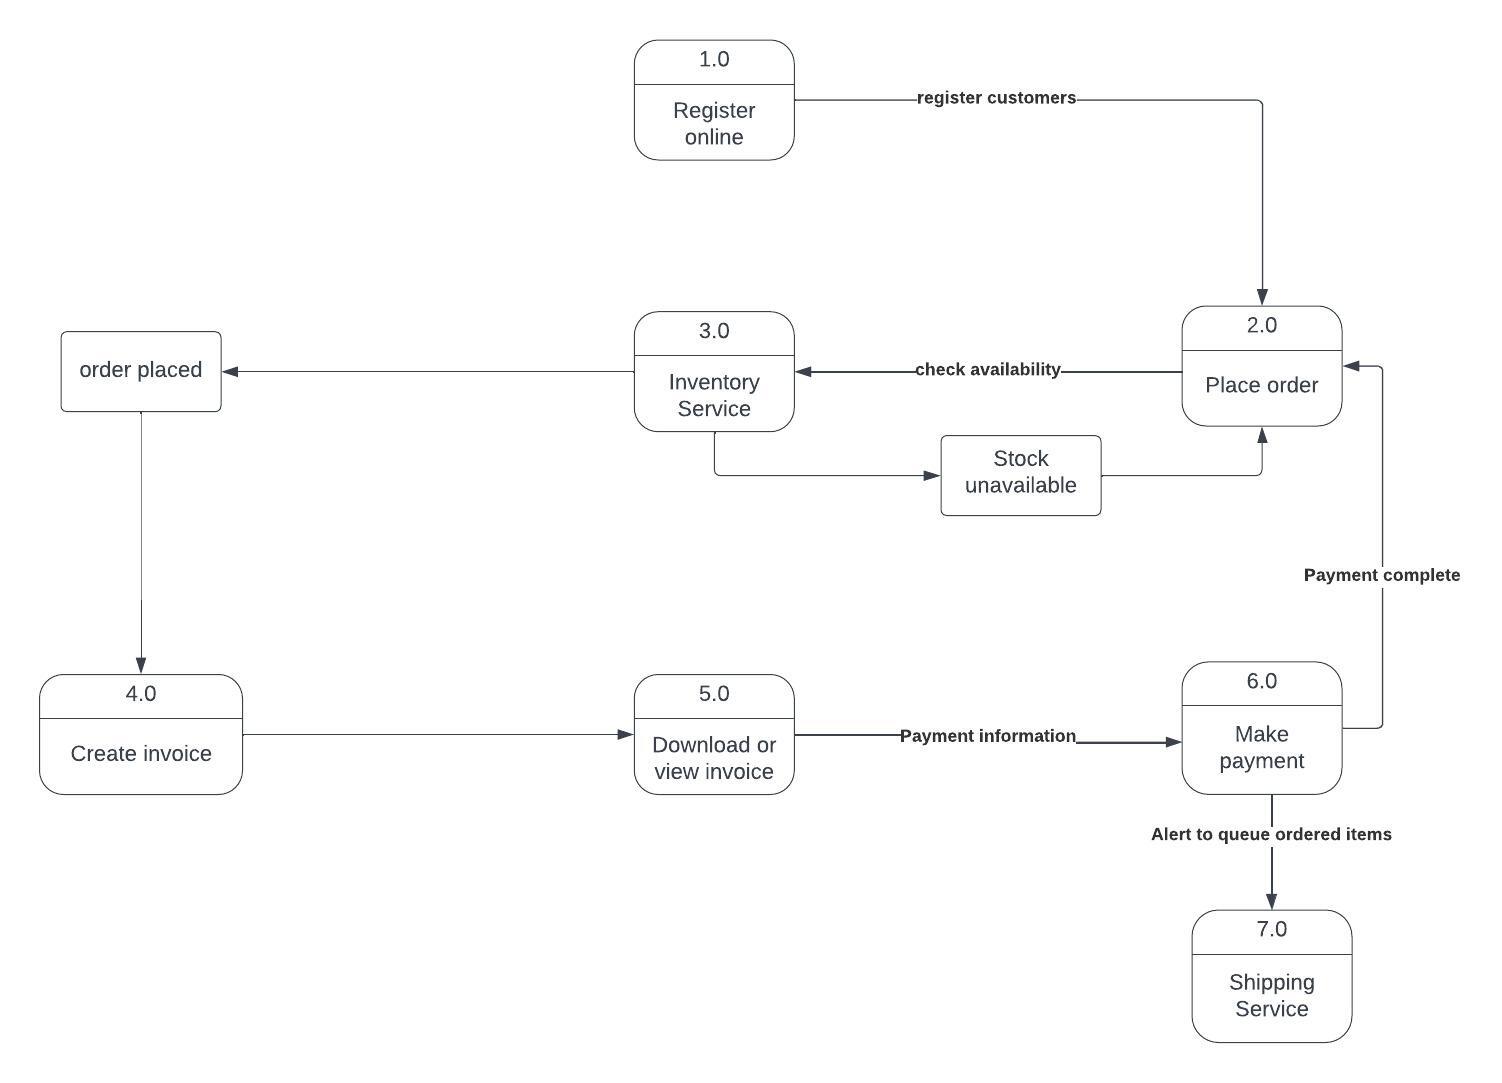 1.0
Register
online
register customers
2.0
Place order
check availability
3.0
Inventory
Service
order placed
Stock
unavailable
Payment complete
4.0
Create invoice
5.0
Download or
view invoice
Payment information
6.0
Make
payment
Alert to queue ordered items
7.0
Shipping
Service